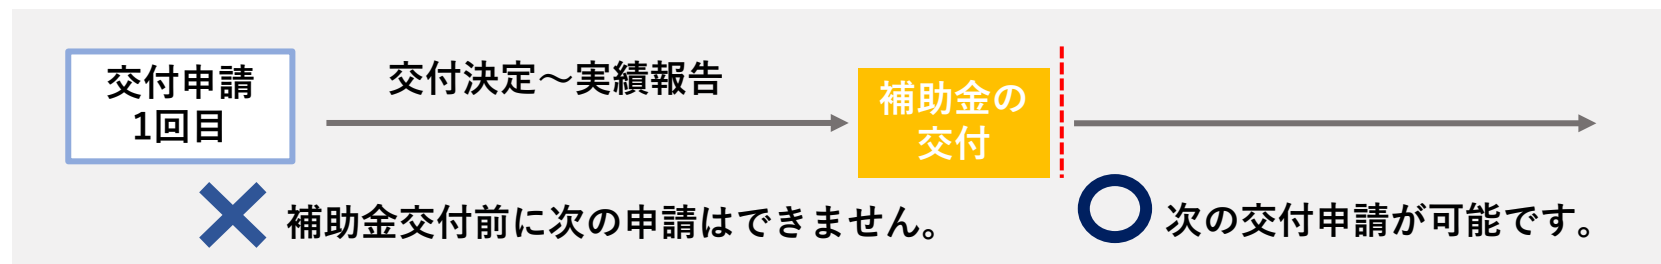 交付申請
1回目
交付決定～実績報告
補助金の
交付
補助金交付前に次の申請はできません。
次の交付申請が可能です。